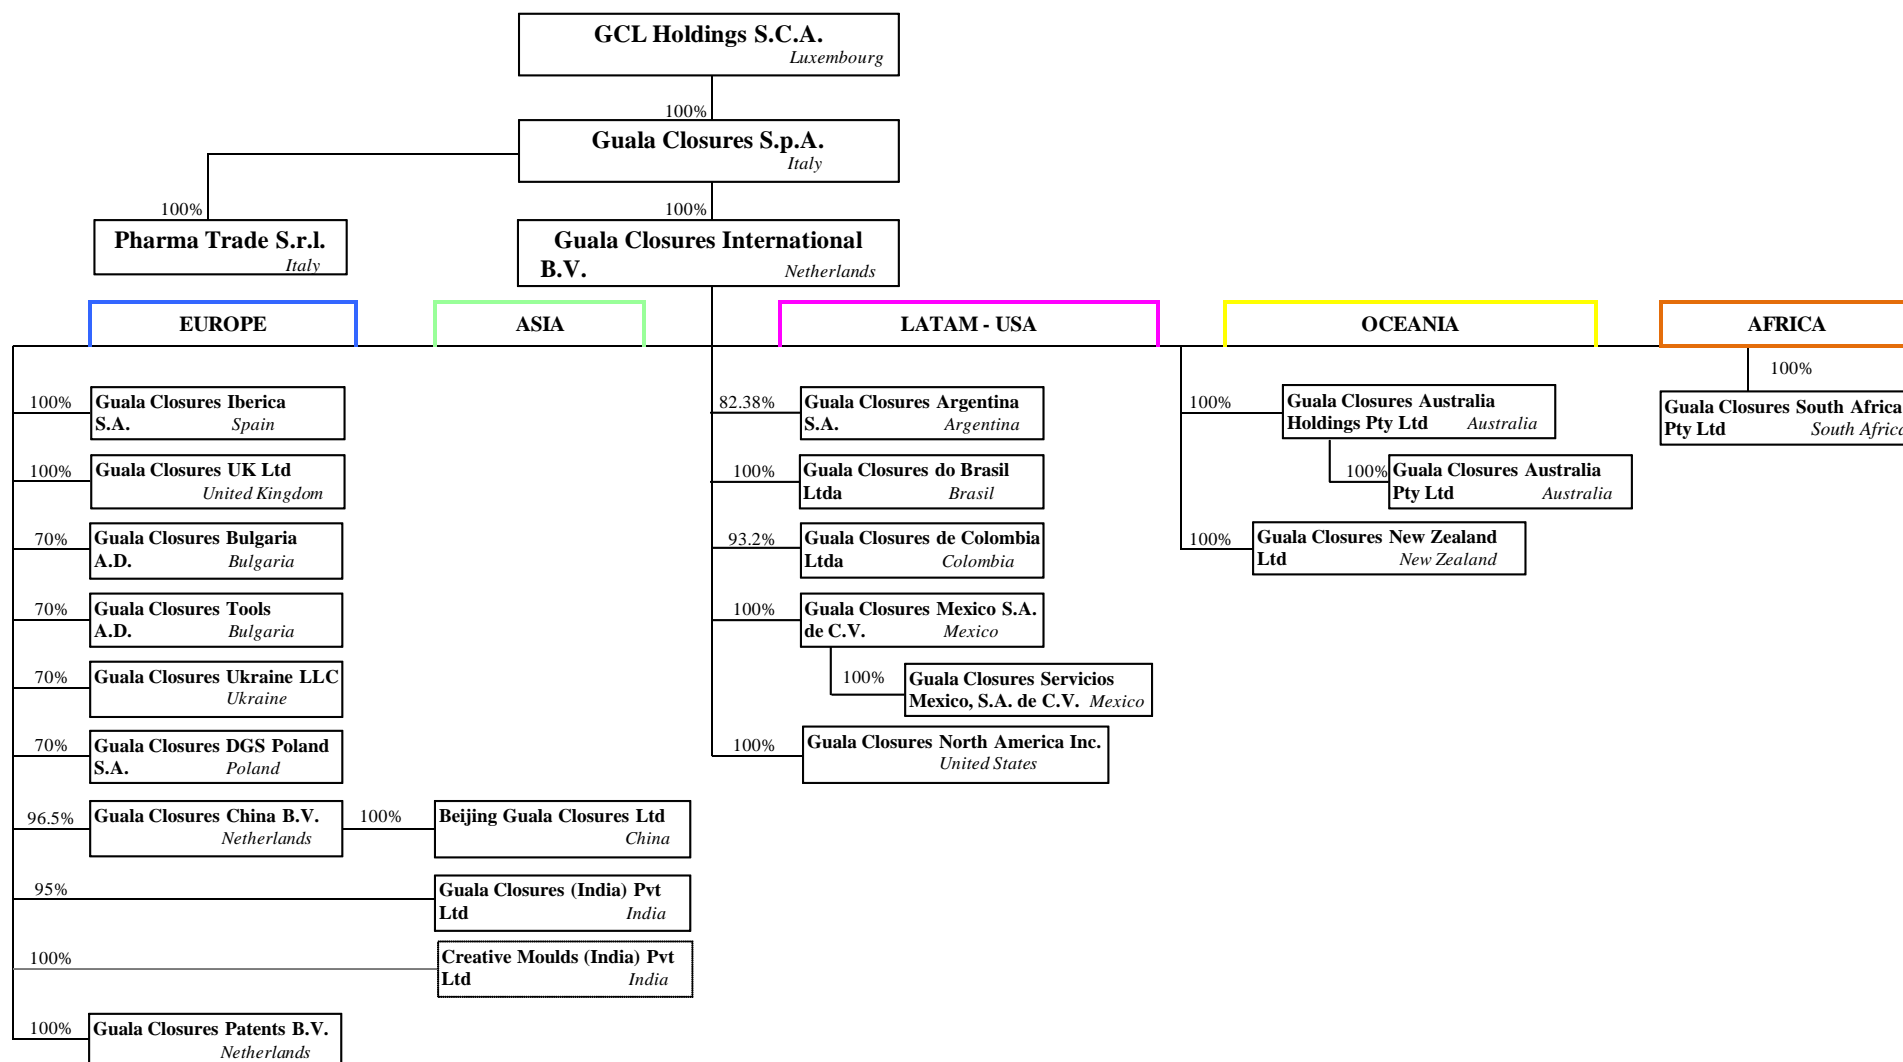 GCL Holdings S.C.A.
Luxembourg
100%
Guala Closures S.p.A.
Italy
100%
100%
Pharma Trade S.r.l.
Italy
Guala Closures International
B.V. Netherlands
EUROPE
ASIA
LATAM - USA
OCEANIA
AFRICA
100%
Guala Closures Iberica
S.A. Spain
100%
Guala Closures UK Ltd
United Kingdom
70%
Guala Closures Bulgaria
A.D. Bulgaria
70%
Guala Closures Tools
A.D. Bulgaria
70%
Guala Closures Ukraine LLC
Ukraine
70%
Guala Closures DGS Poland
S.A. Poland
96.5%
Guala Closures China B.V.
Netherlands
100%
Beijing Guala Closures Ltd
China
95%
Guala Closures (India) Pvt
Ltd India
100%
Creative Moulds (India) Pvt
Ltd India
100%
Guala Closures Patents B.V.
Netherlands
82.38%
Guala Closures Argentina
S.A. Argentina
100%
Guala Closures do Brasil
Ltda Brasil
93.2%
Guala Closures de Colombia
Ltda Colombia
100%
Guala Closures Mexico S.A.
de C.V. Mexico
100%
Guala Closures Servicios
Mexico, S.A. de C.V. Mexico
100%
Guala Closures North America Inc.
United States
100%
Guala Closures Australia
Holdings Pty Ltd Australia
100%
Guala Closures Australia
Pty Ltd Australia
100%
Guala Closures New Zealand
Ltd New Zealand
100%
Guala Closures South Africa
Pty Ltd South Africa